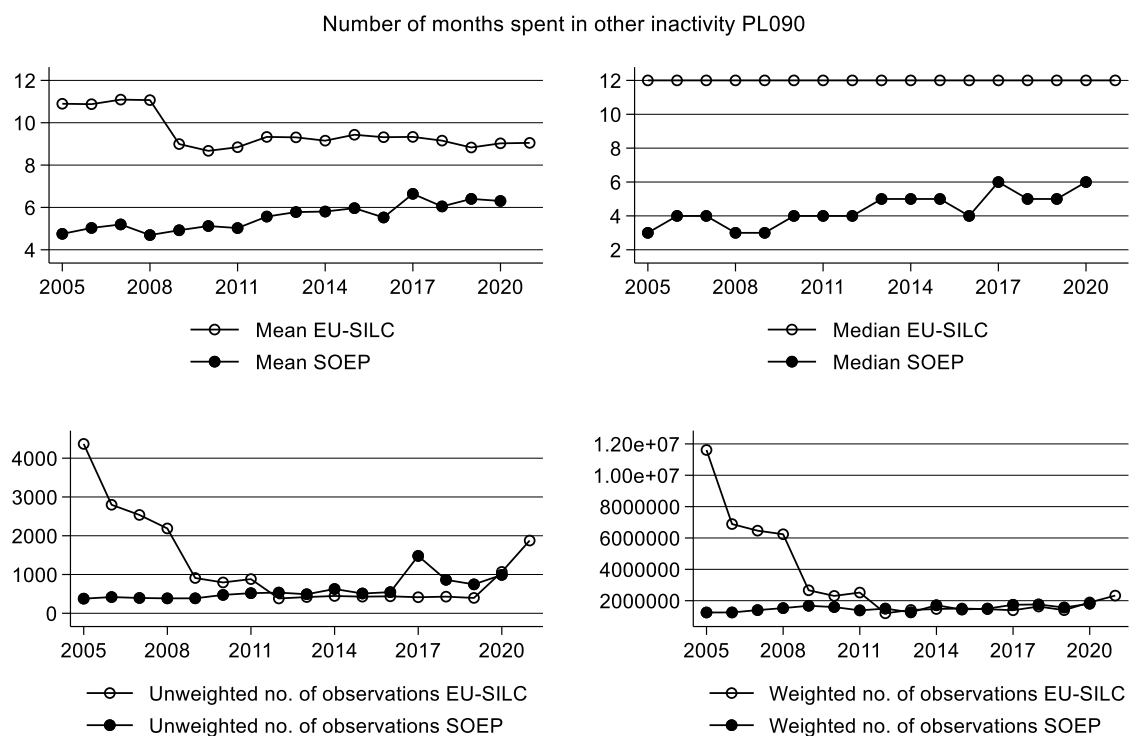 Number of months spent in other inactivity PL090
12
10
8
6
4
2005 2008 2011 2014 2017 2020
Mean EU-SILC
Mean SOEP
12
10
8
6
4
2
2005 2008 2011 2014 2017 2020
Median EU-SILC
Median SOEP
4000
3000
2000
1000
0
2005 2008 2011 2014 2017 2020
Unweighted no. of observations EU-SILC
Unweighted no. of observations SOEP
1.20e+07
1.00e+07
8000000
6000000
4000000
2000000
2005 2008 2011 2014 2017 2020
Weighted no. of observations EU-SILC
Weighted no. of observations SOEP